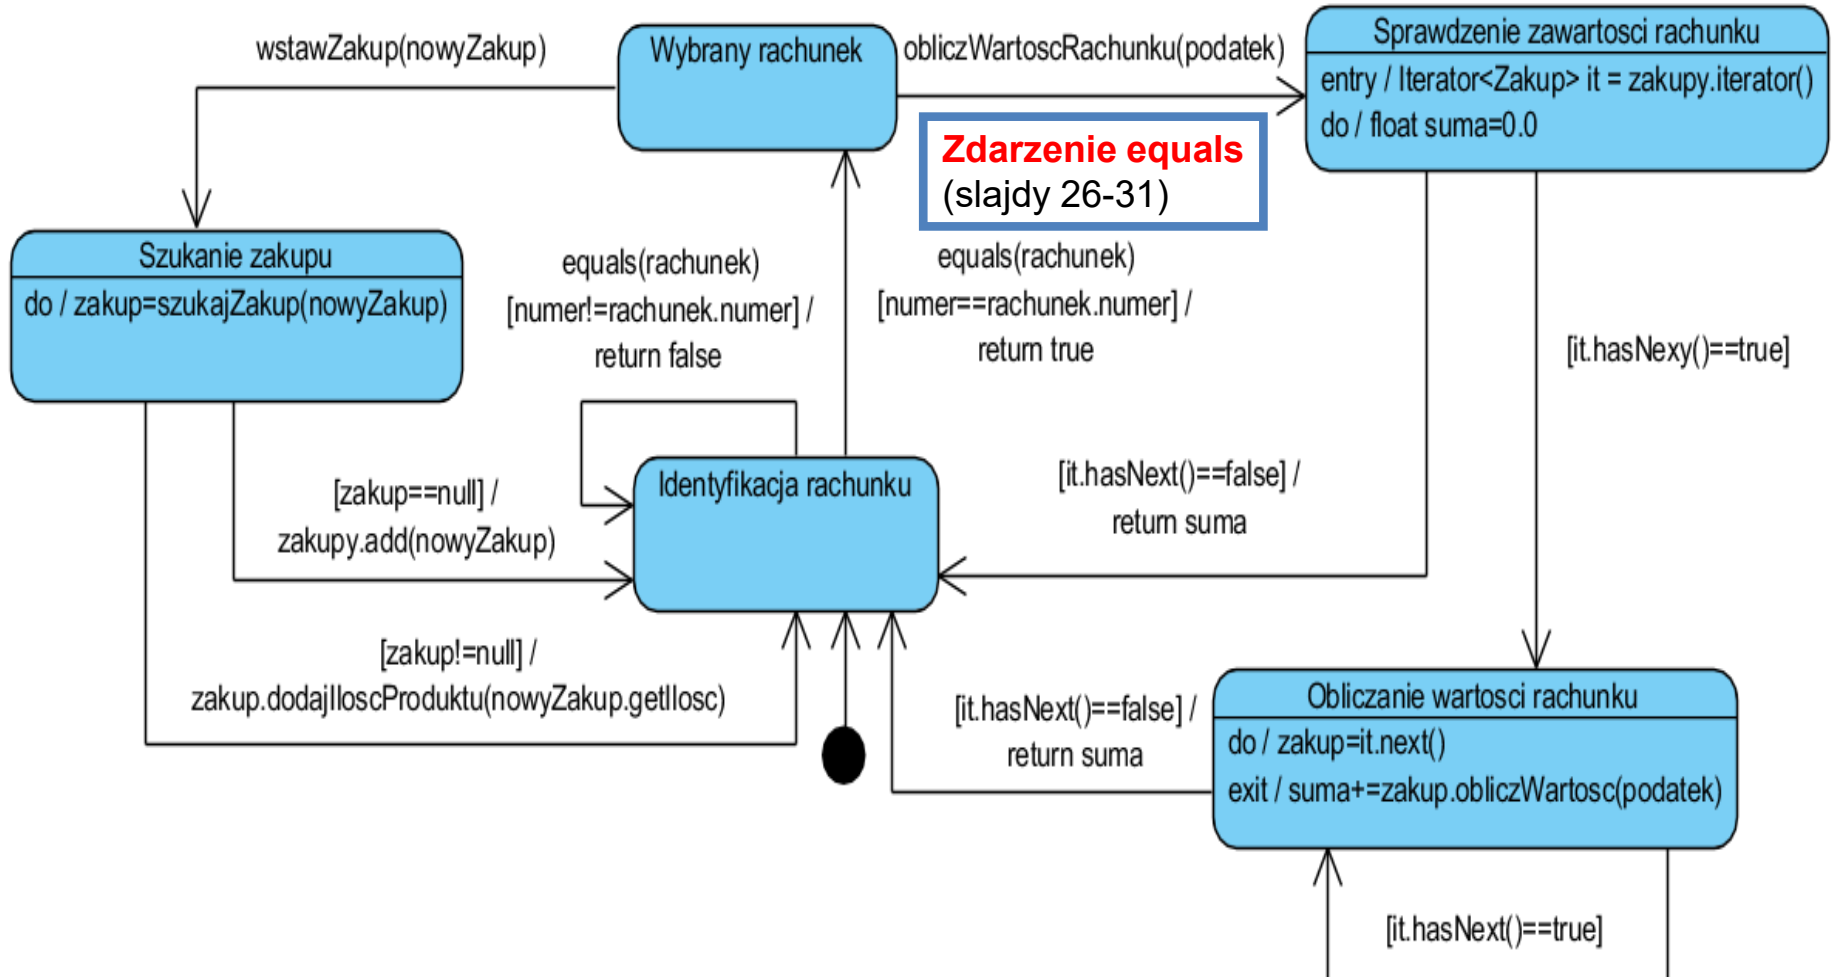 wstawZakup(nowyZakup)
Wybrany rachunek
obliczWartoscRachunku(podatek)
Sprawdzenie zawartosci rachunku
entry / Iterator<Zakup> it = zakupy.iterator()
do / float suma=0.0
Zdarzenie equals
(slajdy 26-31)
Szukanie zakupu
do / zakup=szukajZakup(nowyZakup)
equals(rachunek)
[numer!=rachunek.numer] /
return false
equals(rachunek)
[numer==rachunek.numer] /
return true
[it.hasNexy()==true]
Identyfikacja rachunku
[zakup==null] /
zakupy.add(nowyZakup)
[it.hasNext()==false] /
return suma
[zakup!=null] /
zakup.dodajIloscProduktu(nowyZakup.getIlosc)
[it.hasNext()==false] /
return suma
Obliczanie wartosci rachunku
do / zakup=it.next()
exit / suma+=zakup.obliczWartosc(podatek)
[it.hasNext()==true]